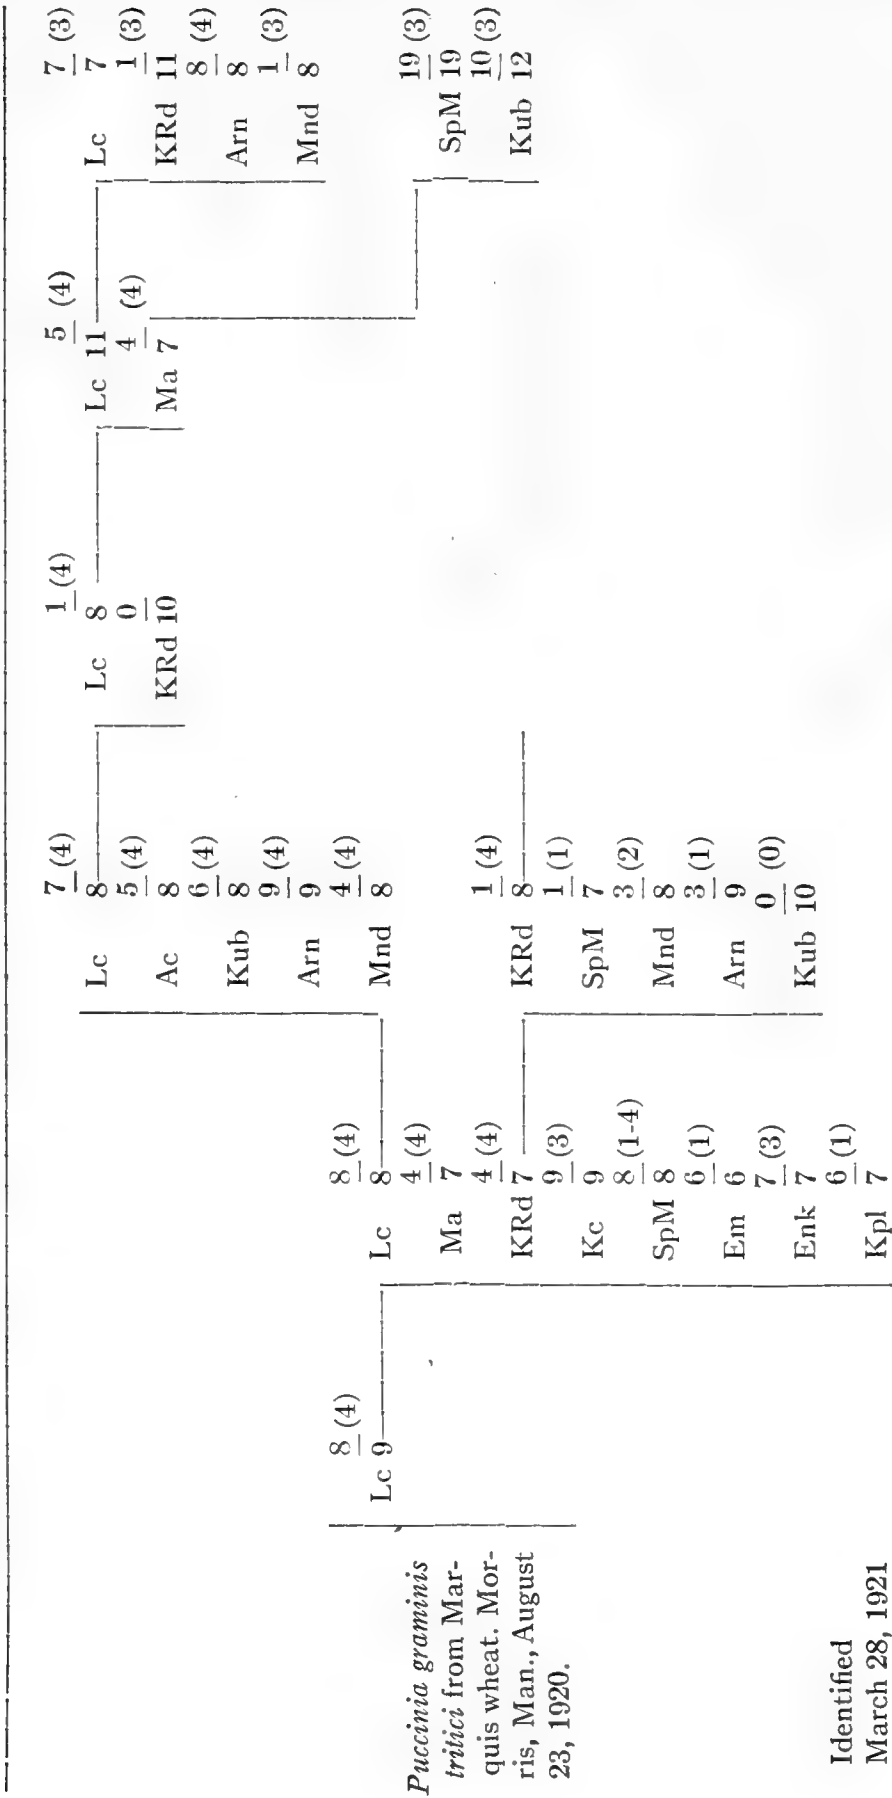 Puccinia graminis
tritici from Mar-
quis wheat. Mor-
ris, Man., August
23, 1920.
Identified
March 28, 1921
8 (4)
Lc 9
8 (4)
Lc 8
4 (4)
Ma 7
4 (4)
KRd 7
9 (3)
Kc 9
8 (1-4)
SpM 8
6 (1)
Em 6
7 (3)
Enk 7
6 (1)
Kpl 7
7 (4)
Lc 8
5 (4)
Ac 8
6 (4)
Kub 8
9 (4)
Arn 9
4 (4)
Mnd 8
1 (4)
KRd 8
1 (1)
SpM 7
3 (2)
Mnd 8
3 (1)
Arn 9
0 (0)
Kub 10
1 (4)
Lc 8
0
KRd 10
5 (4)
Lc 11
4 (4)
Ma 7
7 (3)
Lc 7
1 (3)
KRd 11
8 (4)
Arn 8
1 (3)
Mnd 8
19 (3)
SpM 19
10 (3)
Kub 12